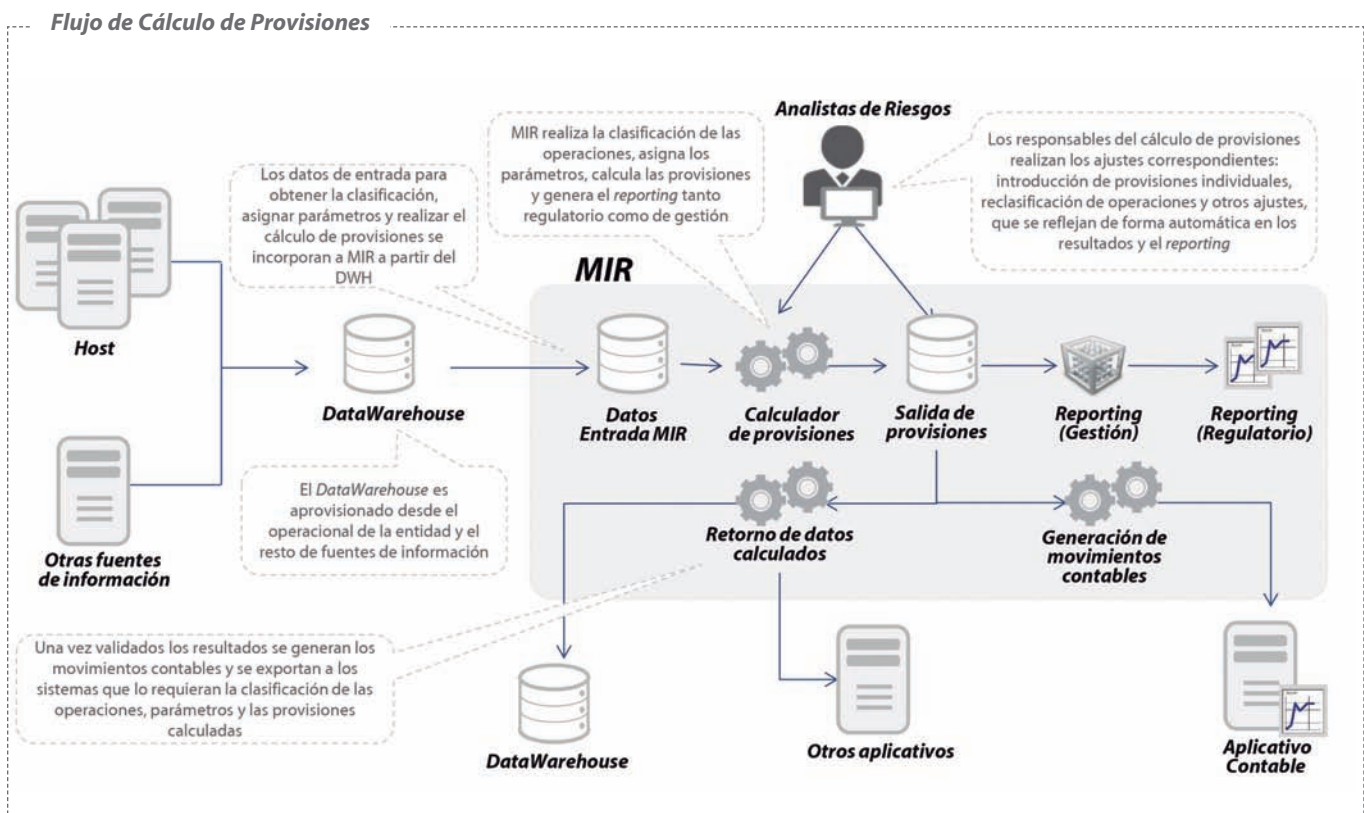 Flujo de Cálculo de Provisiones
Analistas de Riesgos
MIR realiza la clasificación de las
operaciones, asigna los
parámetros, calcula las provisiones
y genera el reporting tanto
regulatorio como de gestión
Los responsables del cálculo de provisiones
realizan los ajustes correspondientes:
introducción de provisiones individuales,
reclasificación de operaciones y otros ajustes,
que se reflejan de forma automática en los
resultados y el reporting
Los datos de entrada para
obtener la clasificación,
asignar parámetros y realizar el
cálculo de provisiones se
incorporan a MIR a partir del
DWH
MIR
Host
DataWarehouse
Datos
Entrada MIR
Calculador
de provisiones
Salida de
provisiones
Reporting
(Gestión)
Reporting
(Regulatorio)
El DataWarehouse es
aprovisionado desde el
operacional de la entidad y el
resto de fuentes de información
Otras fuentes
de información
Retorno de datos
calculados
Generación de
movimientos
contables
Una vez validados los resultados se generan los
movimientos contables y se exportan a los
sistemas que lo requieran la clasificación de las
operaciones, parámetros y las provisiones
calculadas
DataWarehouse
Otros aplicativos
Aplicativo
Contable